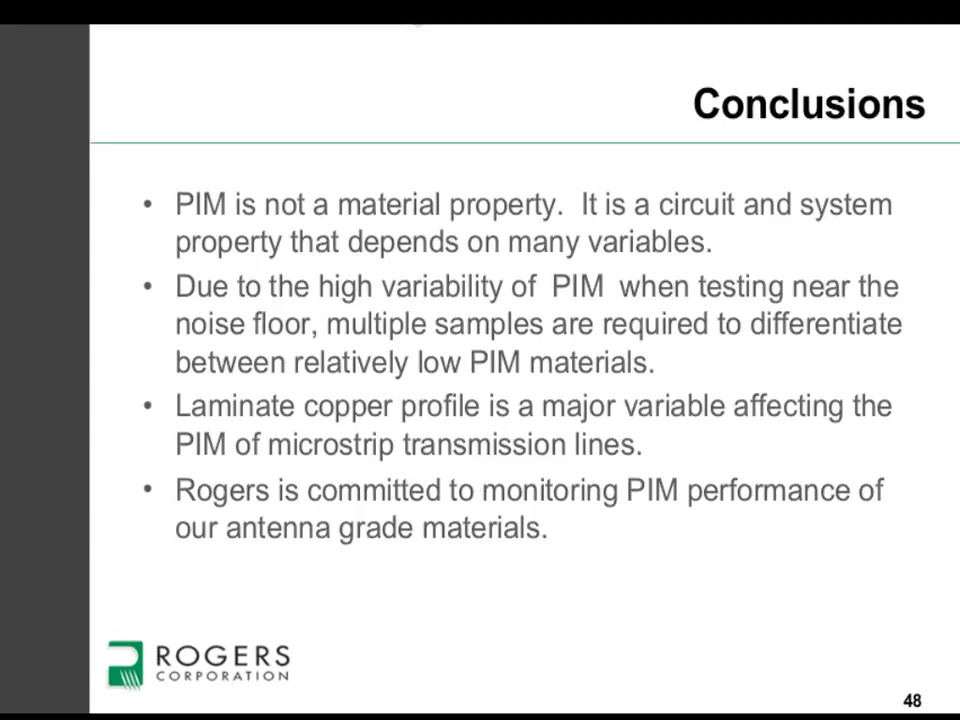 Conclusions
• PIM is not a material property.  It is a circuit and system
property that depends on many variables.
• Due to the high variability of  PIM  when testing near the
noise floor, multiple samples are required to differentiate
between relatively low PIM materials.
• Laminate copper profile is a major variable affecting the
PIM of microstrip transmission lines.
• Rogers is committed to monitoring PIM performance of
our antenna grade materials.
ROGERS
CORPORATION
48